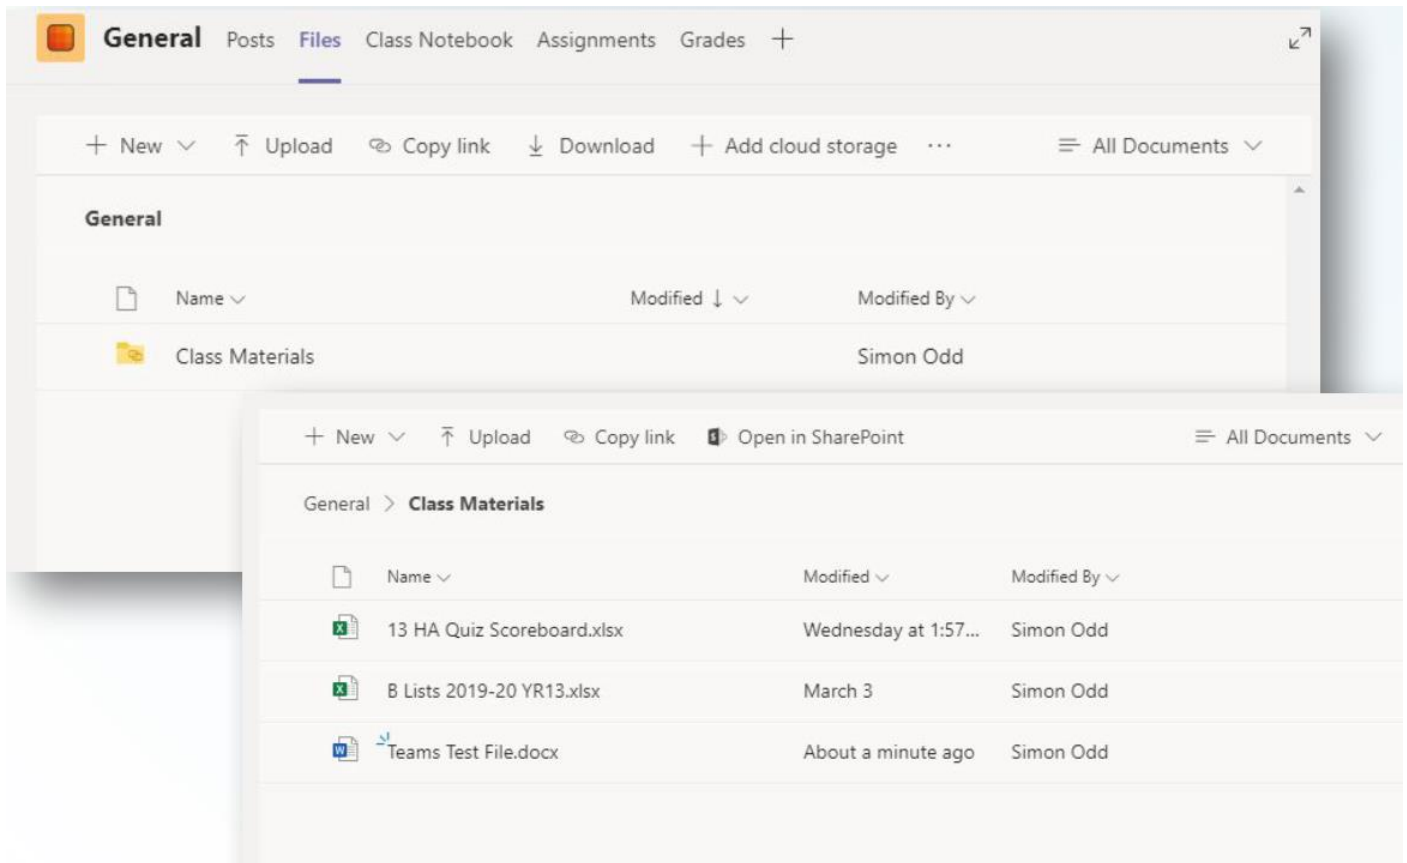 General Posts Files Class Notebook Assignments Grades
New Upload Copy link Download Add cloud storage ... All Documents
General
Name Modified Modified By
Class Materials Simon Odd
New Upload Copy link Open in SharePoint All Documents
General > Class Materials
Name Modified Modified By
13 HA Quiz Scoreboard.xlsx Wednesday at 1:57... Simon Odd
B Lists 2019-20 YR13.xlsx March 3 Simon Odd
Teams Test File.docx About a minute ago Simon Odd